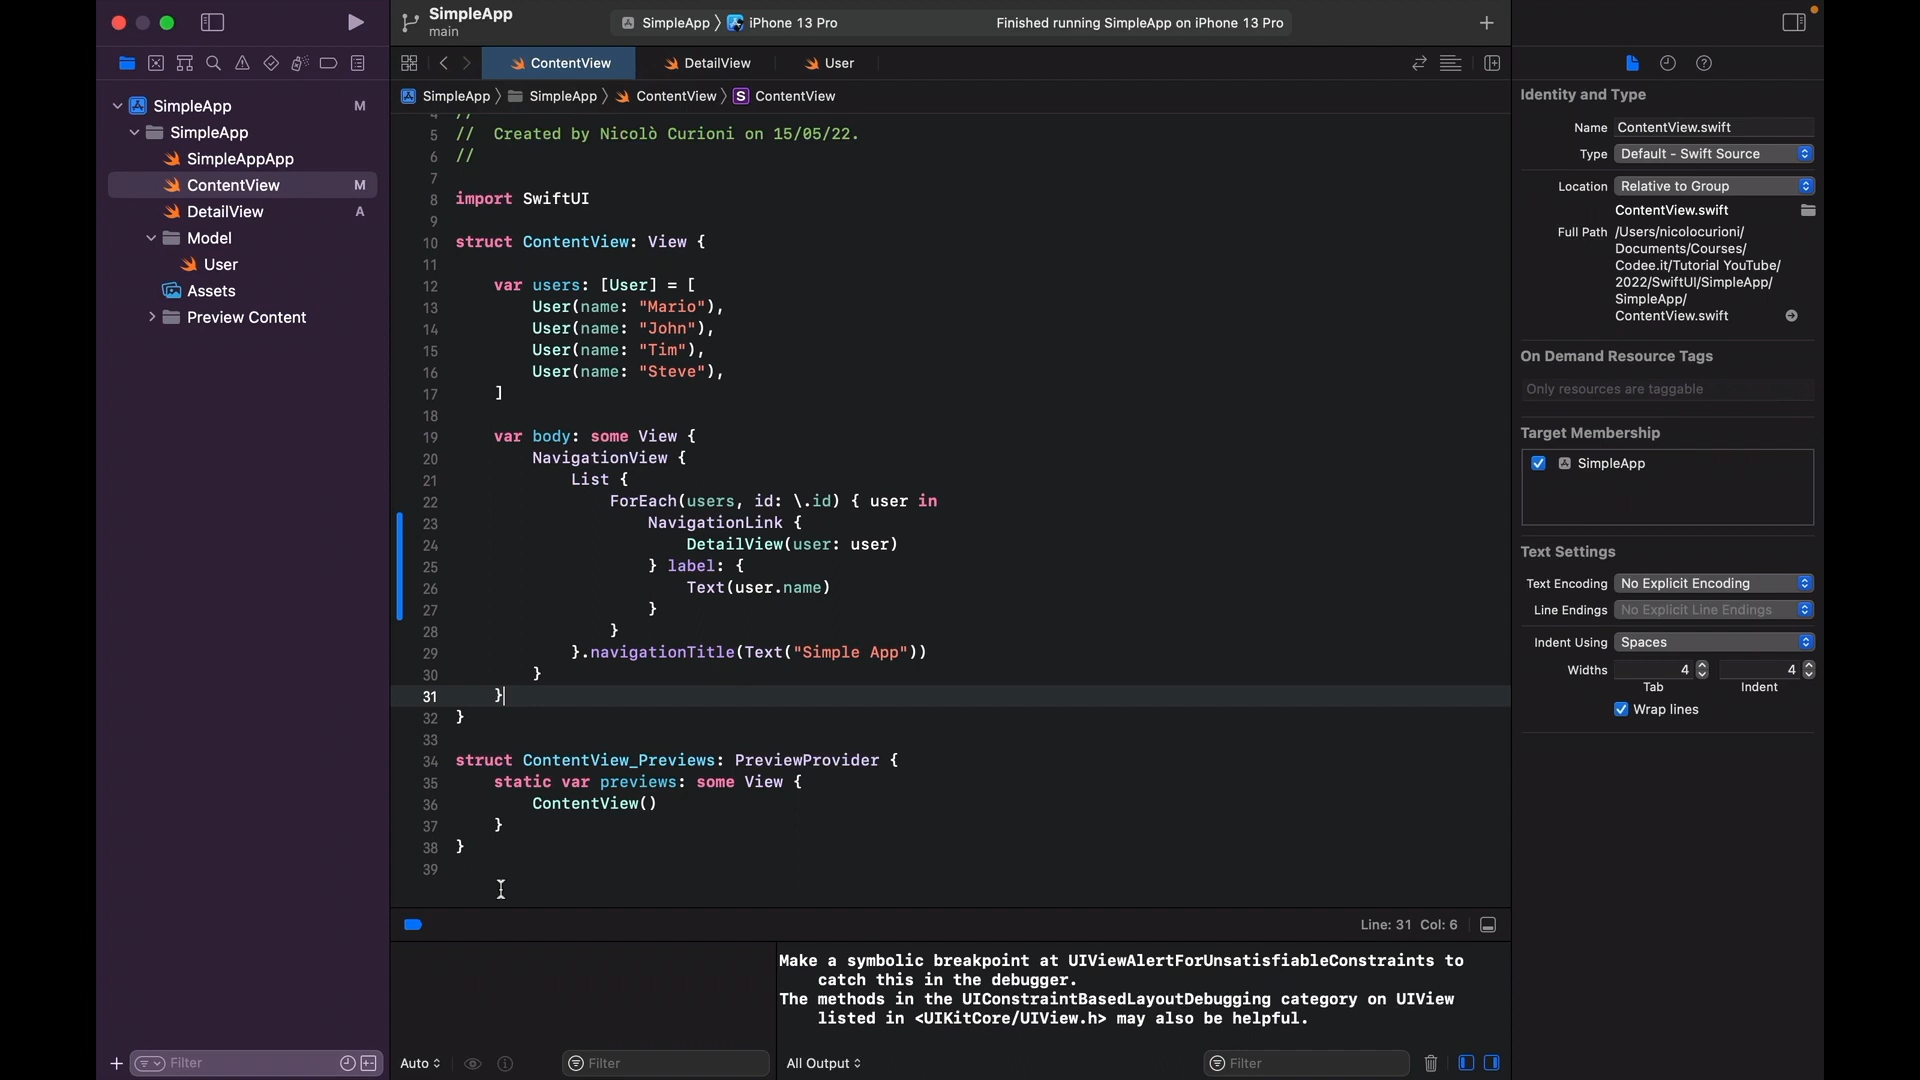 SimpleApp
main
SimpleApp
iPhone 13 Pro
Finished running SimpleApp on iPhone 13 Pro
ContentView
DetailView
User
SimpleApp
SimpleApp
ContentView
S ContentView
SimpleApp M
SimpleApp
SimpleAppApp
ContentView M
DetailView A
Model
User
Assets
Preview Content
Filter
4 //
5 //  Created by Nicolò Curioni on 15/05/22.
6 //
7
8 import SwiftUI
9
10 struct ContentView: View {
11
12 var users: [User] = [
13 User(name: "Mario"),
14 User(name: "John"),
15 User(name: "Tim"),
16 User(name: "Steve"),
17 ]
18
19 var body: some View {
20 NavigationView {
21 List {
22 ForEach(users, id: \.id) { user in
23 NavigationLink {
24 DetailView(user: user)
25 } label: {
26 Text(user.name)
27 }
28 }
29 }.navigationTitle(Text("Simple App"))
30 }
31 }
32 }
33
34 struct ContentView_Previews: PreviewProvider {
35 static var previews: some View {
36 ContentView()
37 }
38 }
39
Line: 31 Col: 6
Make a symbolic breakpoint at UIViewAlertForUnsatisfiableConstraints to
catch this in the debugger.
The methods in the UIConstraintBasedLayoutDebugging category on UIView
listed in <UIKitCore/UIView.h> may also be helpful.
Auto
Filter
All Output
Filter
Identity and Type
Name ContentView.swift
Type Default - Swift Source
Location Relative to Group
ContentView.swift
Full Path /Users/nicolocurioni/
Documents/Courses/
Codee.it/Tutorial YouTube/
2022/SwiftUI/SimpleApp/
SimpleApp/
ContentView.swift
On Demand Resource Tags
Only resources are taggable
Target Membership
SimpleApp
Text Settings
Text Encoding No Explicit Encoding
Line Endings No Explicit Line Endings
Indent Using Spaces
Widths 4 4
Tab Indent
Wrap lines